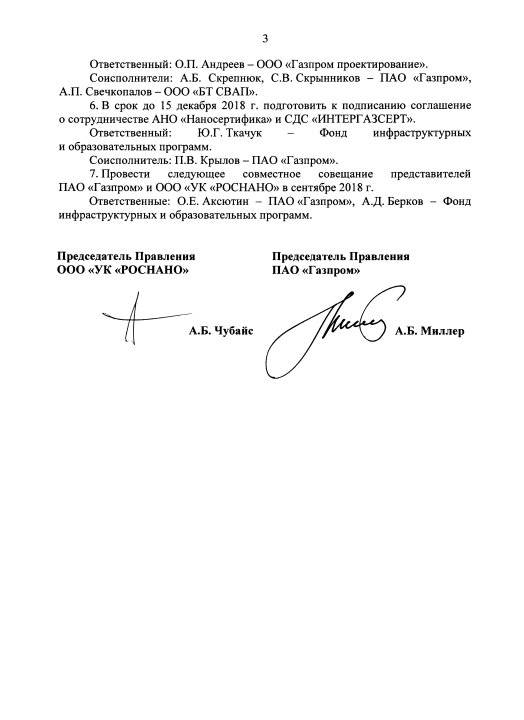 3
Ответственный: О.П. Андреев – ООО «Газпром проектирование».
Соисполнители: А.Б. Скрепнюк, С.В. Скрынников – ПАО «Газпром»,
А.П. Свечкопалов – ООО «БТ СВАП».
6. В срок до 15 декабря 2018 г. подготовить к подписанию соглашение
о сотрудничестве АНО «Наносертифика» и СДС «ИНТЕРГАЗСЕРТ».
Ответственный: Ю.Г. Ткачук – Фонд инфраструктурных
и образовательных программ.
Соисполнитель: П.В. Крылов – ПАО «Газпром».
7. Провести следующее совместное совещание представителей
ПАО «Газпром» и ООО «УК «РОСНАНО» в сентябре 2018 г.
Ответственные: О.Е. Аксютин – ПАО «Газпром», А.Д. Берков – Фонд
инфраструктурных и образовательных программ.
Председатель Правления
ООО «УК «РОСНАНО»
Председатель Правления
ПАО «Газпром»
А.Б. Чубайс
А.Б. Миллер